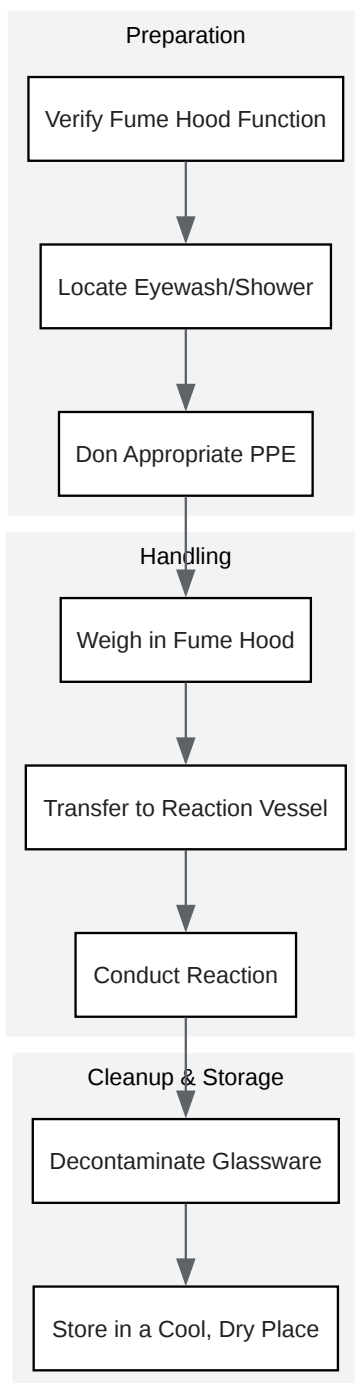 Preparation
Verify Fume Hood Function
Locate Eyewash/Shower
Don Appropriate PPE
Handling
Weigh in Fume Hood
Transfer to Reaction Vessel
Conduct Reaction
Cleanup & Storage
Decontaminate Glassware
Store in a Cool, Dry Place